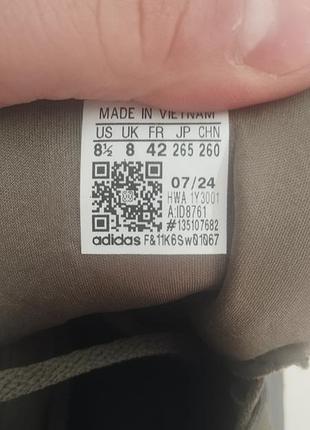 MADE IN VIETNAM
US UK FR JP CHN
8½ 8 42 265 260
07/24
HWA 1Y3001
A:ID8761
#135107682
adidas F&11K6Sw01067